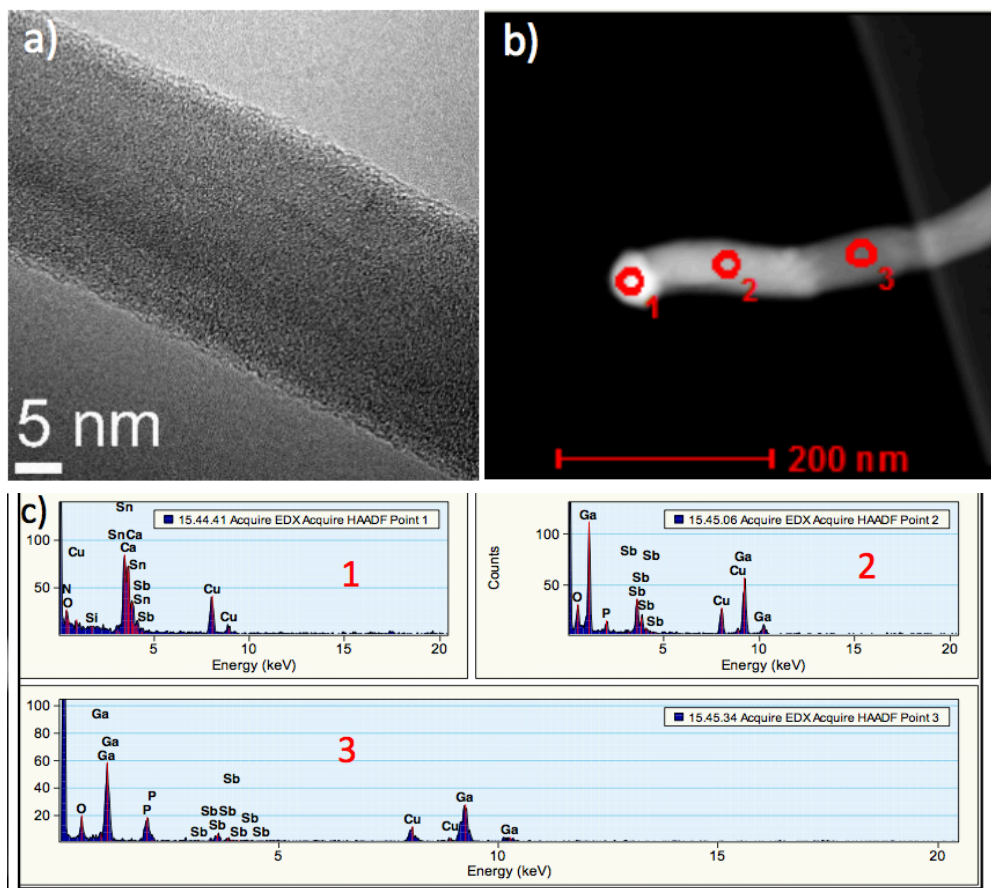 a)
5 nm
b)
1
2
3
200 nm
c)
Sn
15.44.41 Acquire EDX Acquire HAADF Point 1
100
SnCa
Ca
Cu
Sn
1
50
N
Sb
Sn
Cu
O
Si
Sb
Cu
5 10 15 20
Energy (keV)
Ga
15.45.06 Acquire EDX Acquire HAADF Point 2
100
Counts
Sb Sb
Ga
2
50
Sb
Cu
O
Sb
Cu
P
Sb
Ga
5 10 15 20
Energy (keV)
100
Ga
15.45.34 Acquire EDX Acquire HAADF Point 3
80
3
60
Ga
Ga
40
P
Sb
Ga
20
O
P
Sb Sb
Sb
Cu
Sb
Sb
Sb
Cu
Ga
5 10 15 20
Energy (keV)